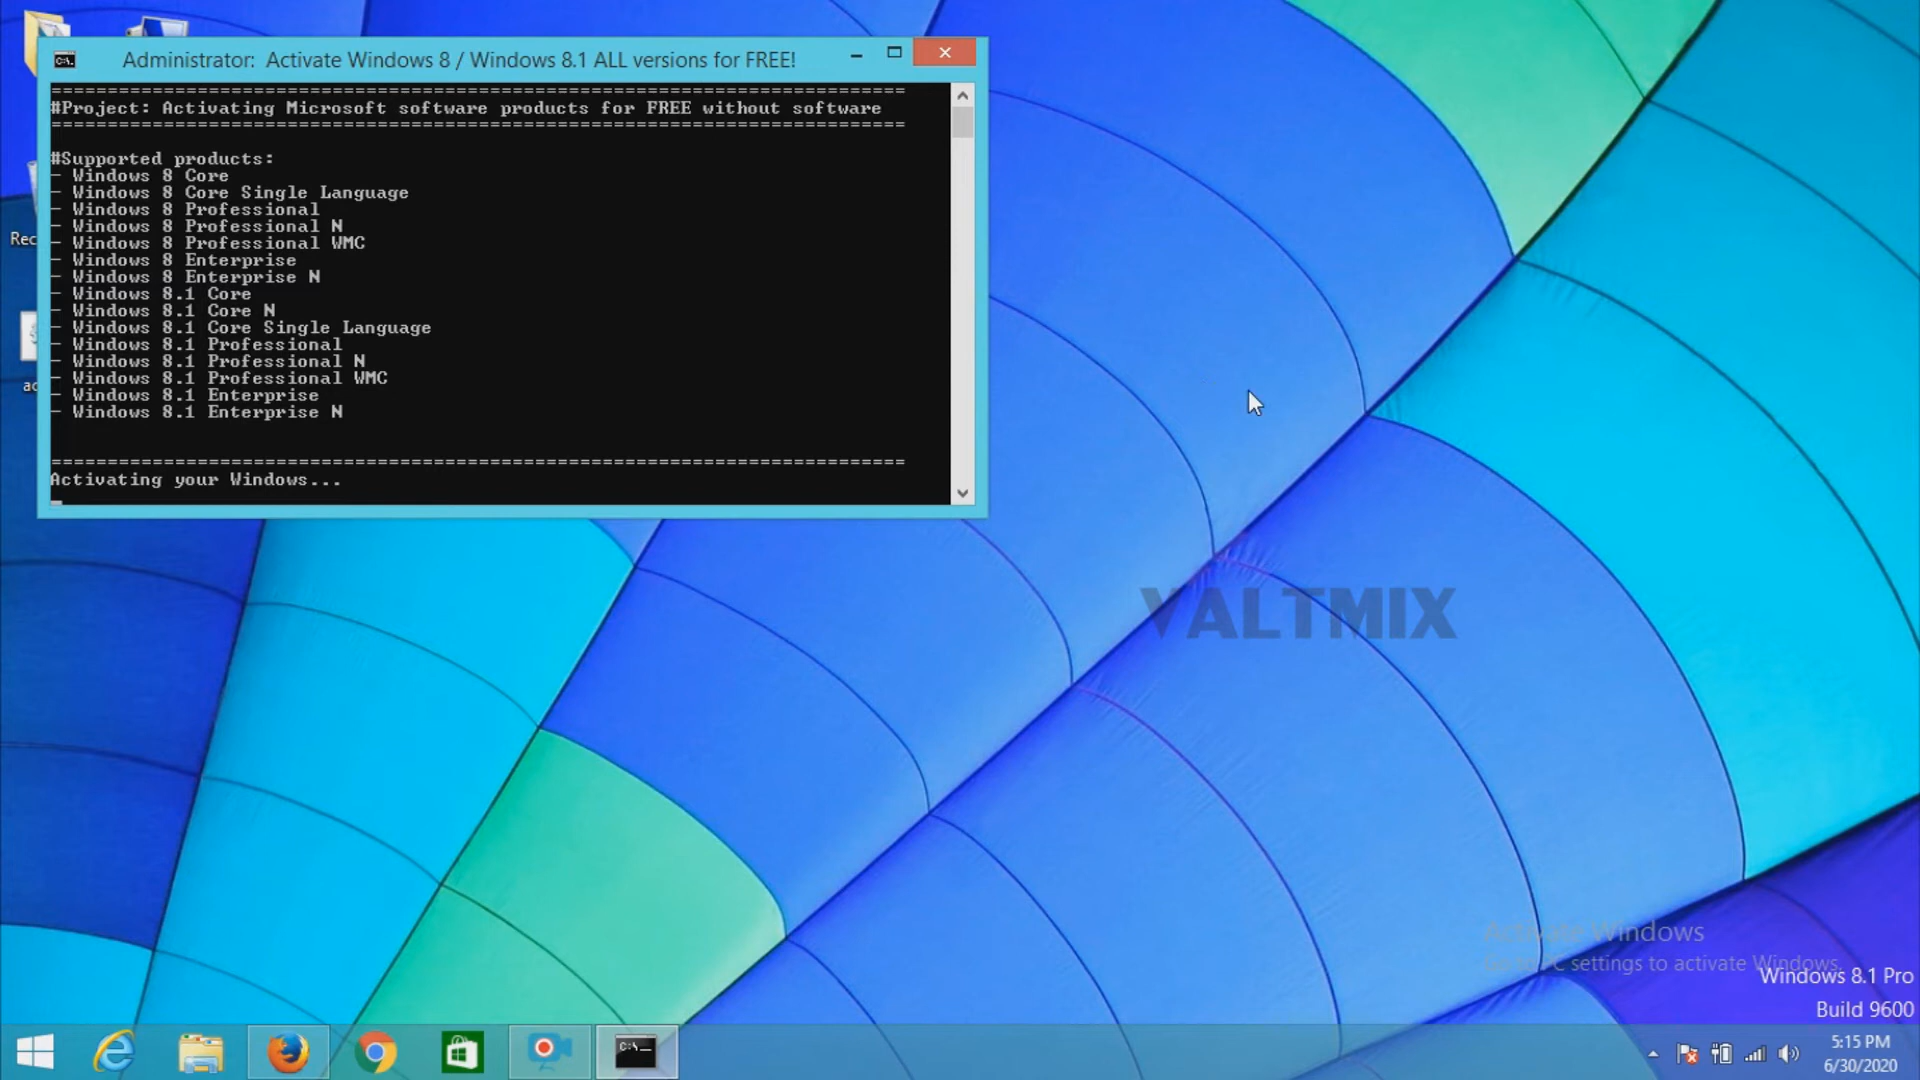 Administrator: Activate Windows 8 / Windows 8.1 ALL versions for FREE!
============================================================================
#Project: Activating Microsoft software products for FREE without software
============================================================================
#Supported products:
- Windows 8 Core
- Windows 8 Core Single Language
- Windows 8 Professional
- Windows 8 Professional N
- Windows 8 Professional WMC
- Windows 8 Enterprise
- Windows 8 Enterprise N
- Windows 8.1 Core
- Windows 8.1 Core N
- Windows 8.1 Core Single Language
- Windows 8.1 Professional
- Windows 8.1 Professional N
- Windows 8.1 Professional WMC
- Windows 8.1 Enterprise
- Windows 8.1 Enterprise N
============================================================================
Activating your Windows...
Rec
VALTMIX
Activate Windows
Go to PC settings to activate Windows.
Windows 8.1 Pro
Build 9600
5:15 PM
6/30/2020